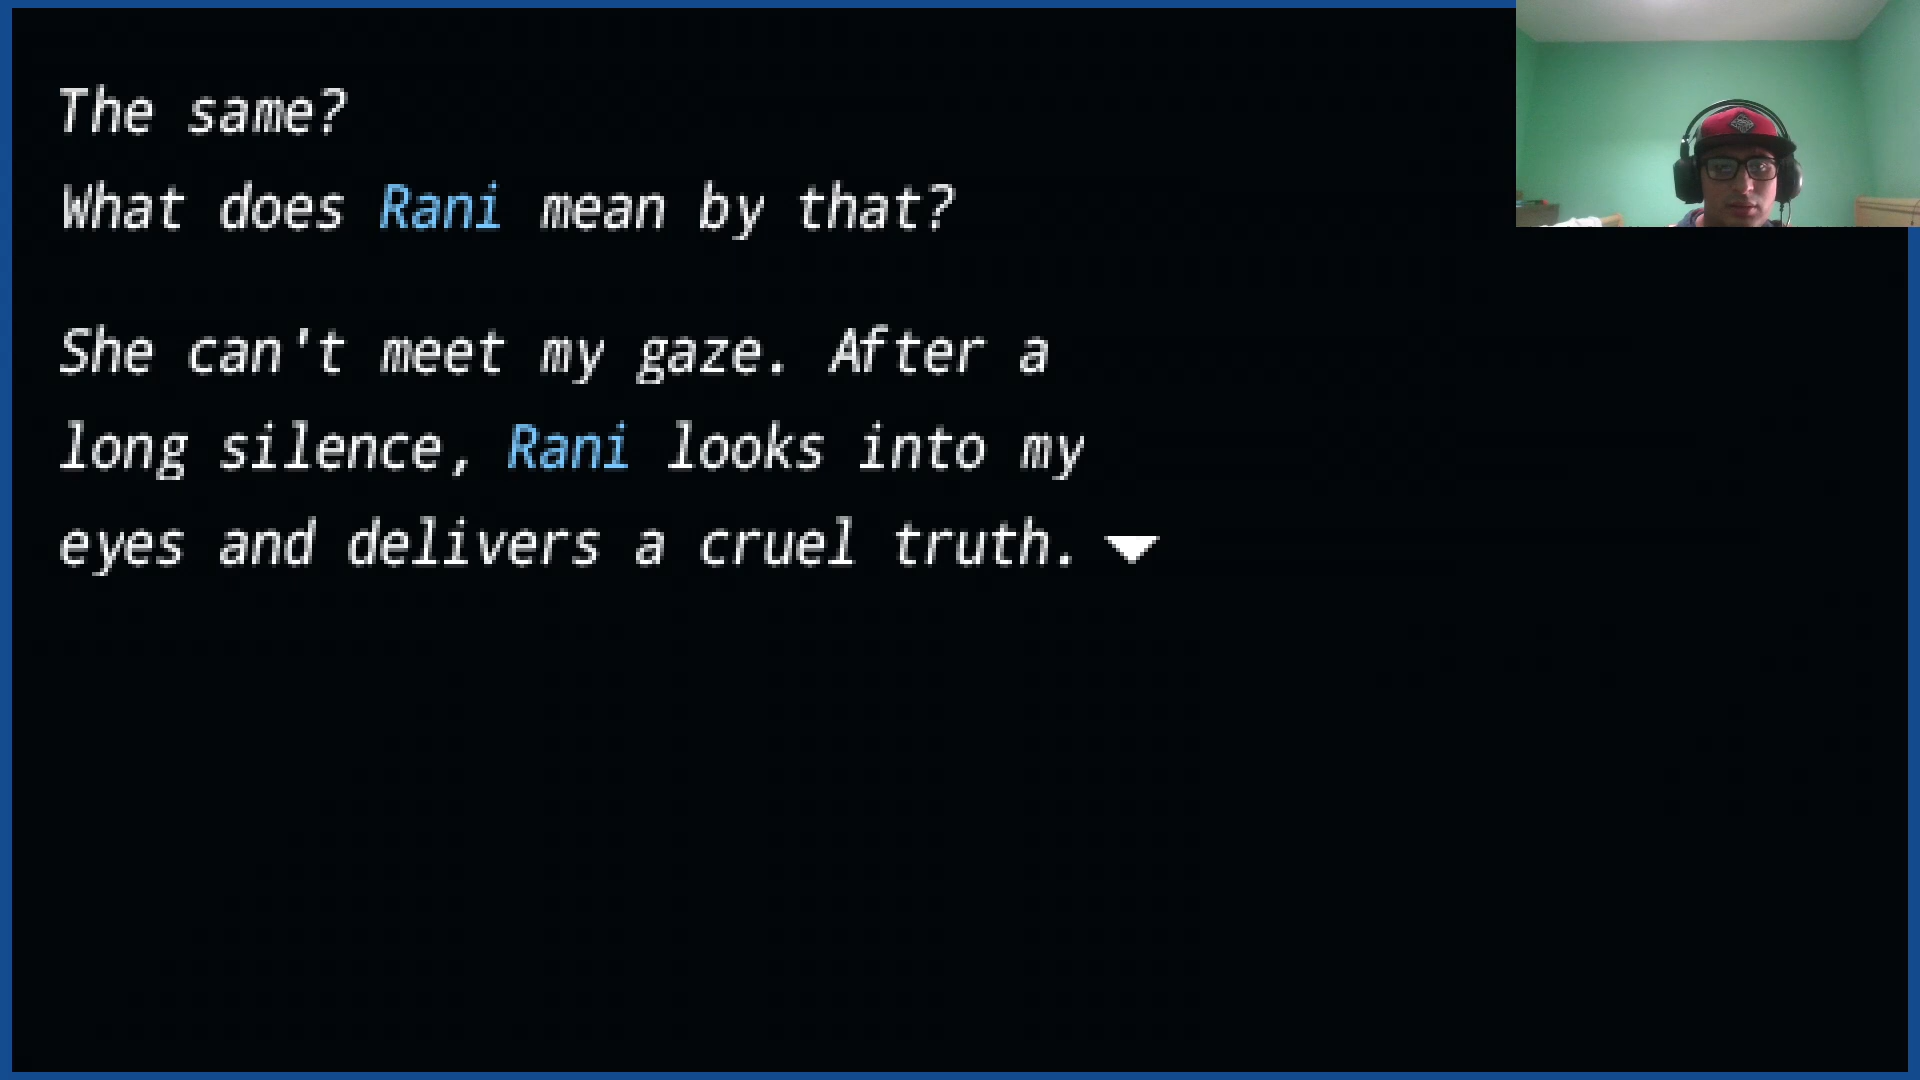 The same?
What does Rani mean by that?
She can't meet my gaze. After a
long silence, Rani looks into my
eyes and delivers a cruel truth.